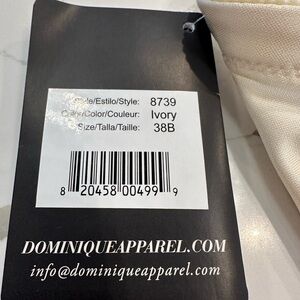 Style/Estilo/Style: 8739
Color/Color/Couleur: Ivory
Size/Talla/Taille: 38B
8 20458 00499 9
DOMINIQUEAPPAREL.COM
info@dominiqueapparel.com